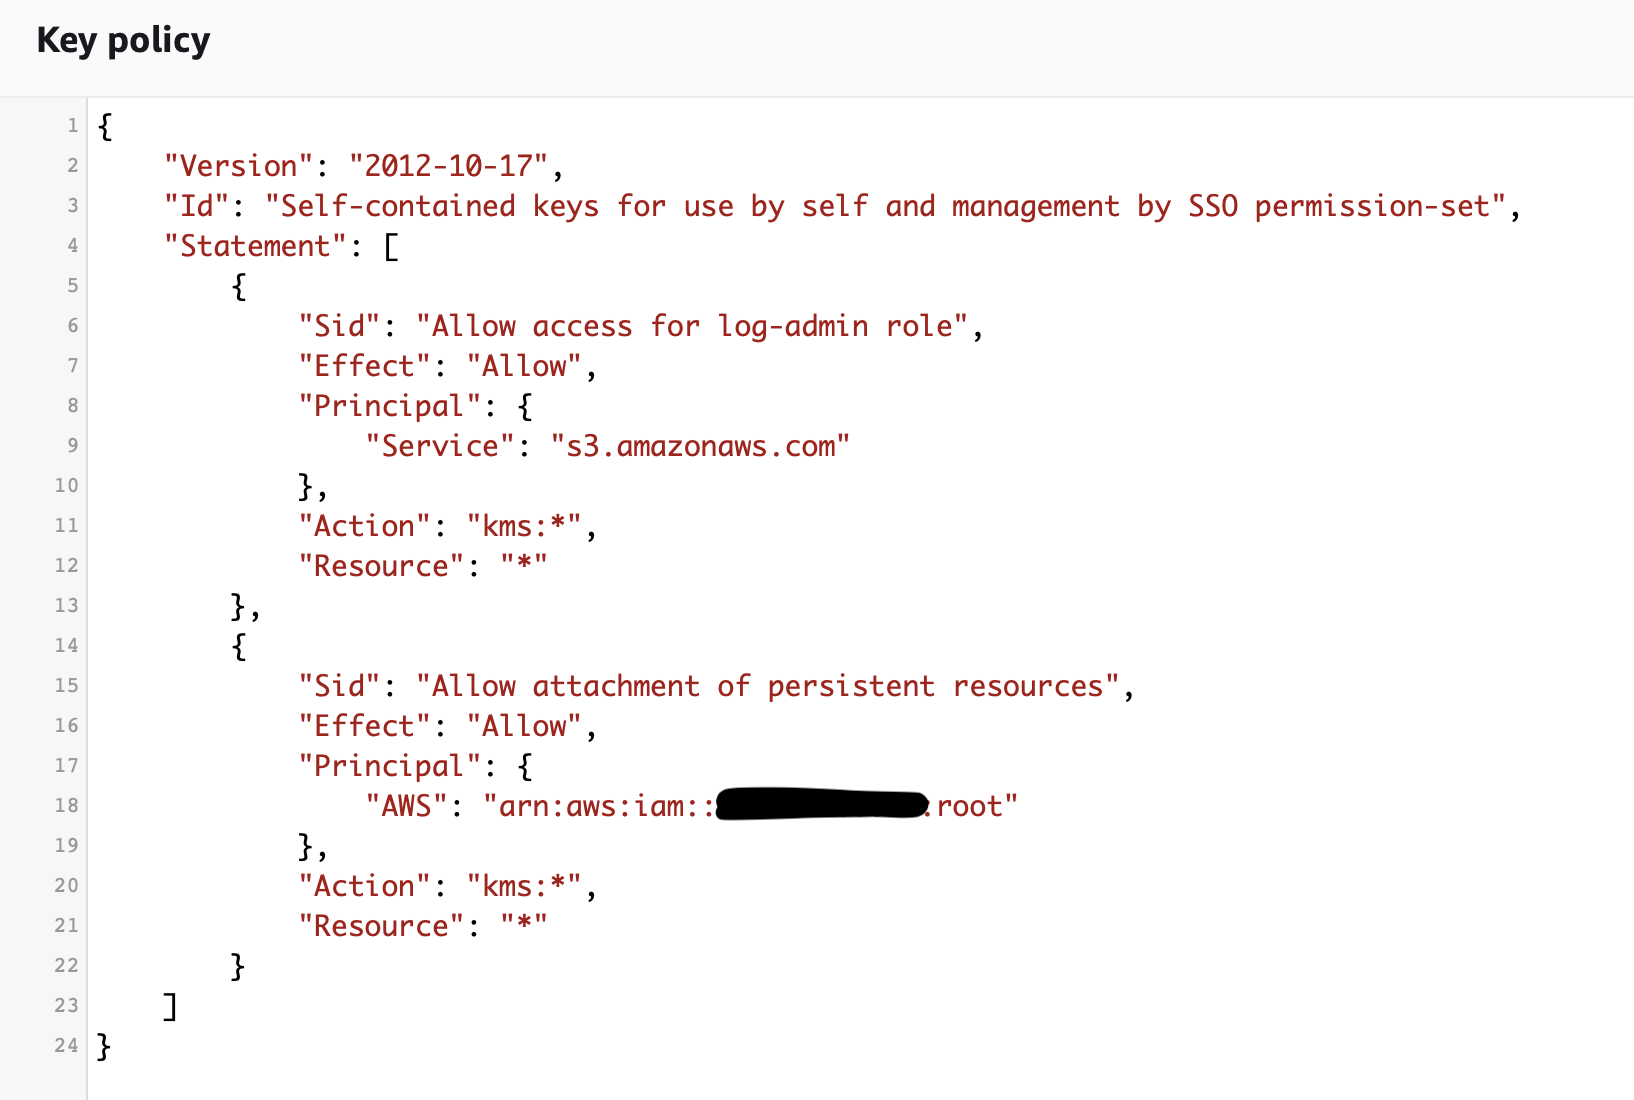 Key policy
1 {
2 "Version": "2012-10-17",
3 "Id": "Self-contained keys for use by self and management by SSO permission-set",
4 "Statement": [
5 {
6 "Sid": "Allow access for log-admin role",
7 "Effect": "Allow",
8 "Principal": {
9 "Service": "s3.amazonaws.com"
10 },
11 "Action": "kms:*",
12 "Resource": "*"
13 },
14 {
15 "Sid": "Allow attachment of persistent resources",
16 "Effect": "Allow",
17 "Principal": {
18 "AWS": "arn:aws:iam:: :root"
19 },
20 "Action": "kms:*",
21 "Resource": "*"
22 }
23 ]
24 }